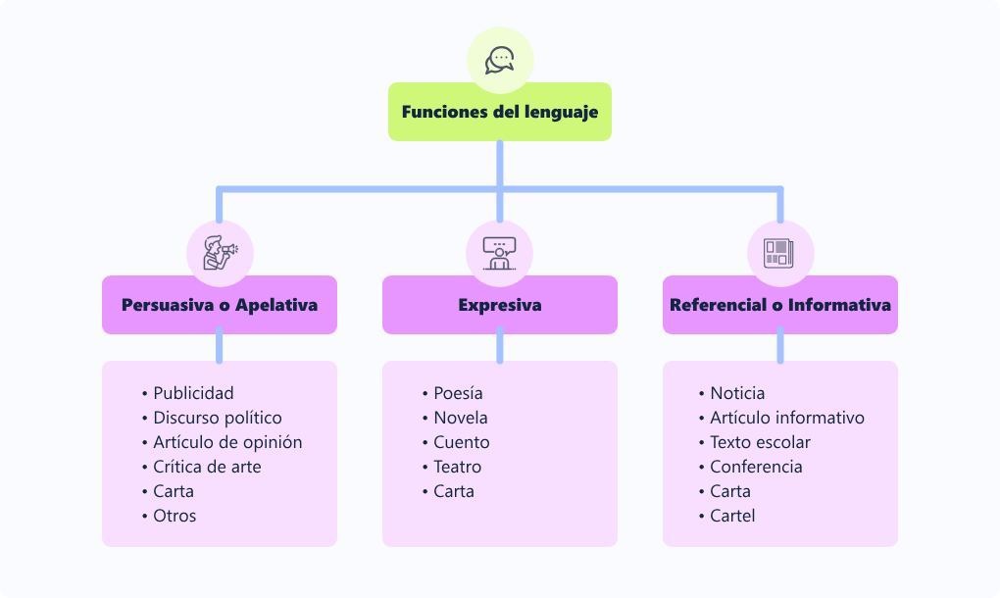 Funciones del lenguaje
Persuasiva o Apelativa
• Publicidad
• Discurso político
• Artículo de opinión
• Crítica de arte
• Carta
• Otros
Expresiva
• Poesía
• Novela
• Cuento
• Teatro
• Carta
Referencial o Informativa
• Noticia
• Artículo informativo
• Texto escolar
• Conferencia
• Carta
• Cartel